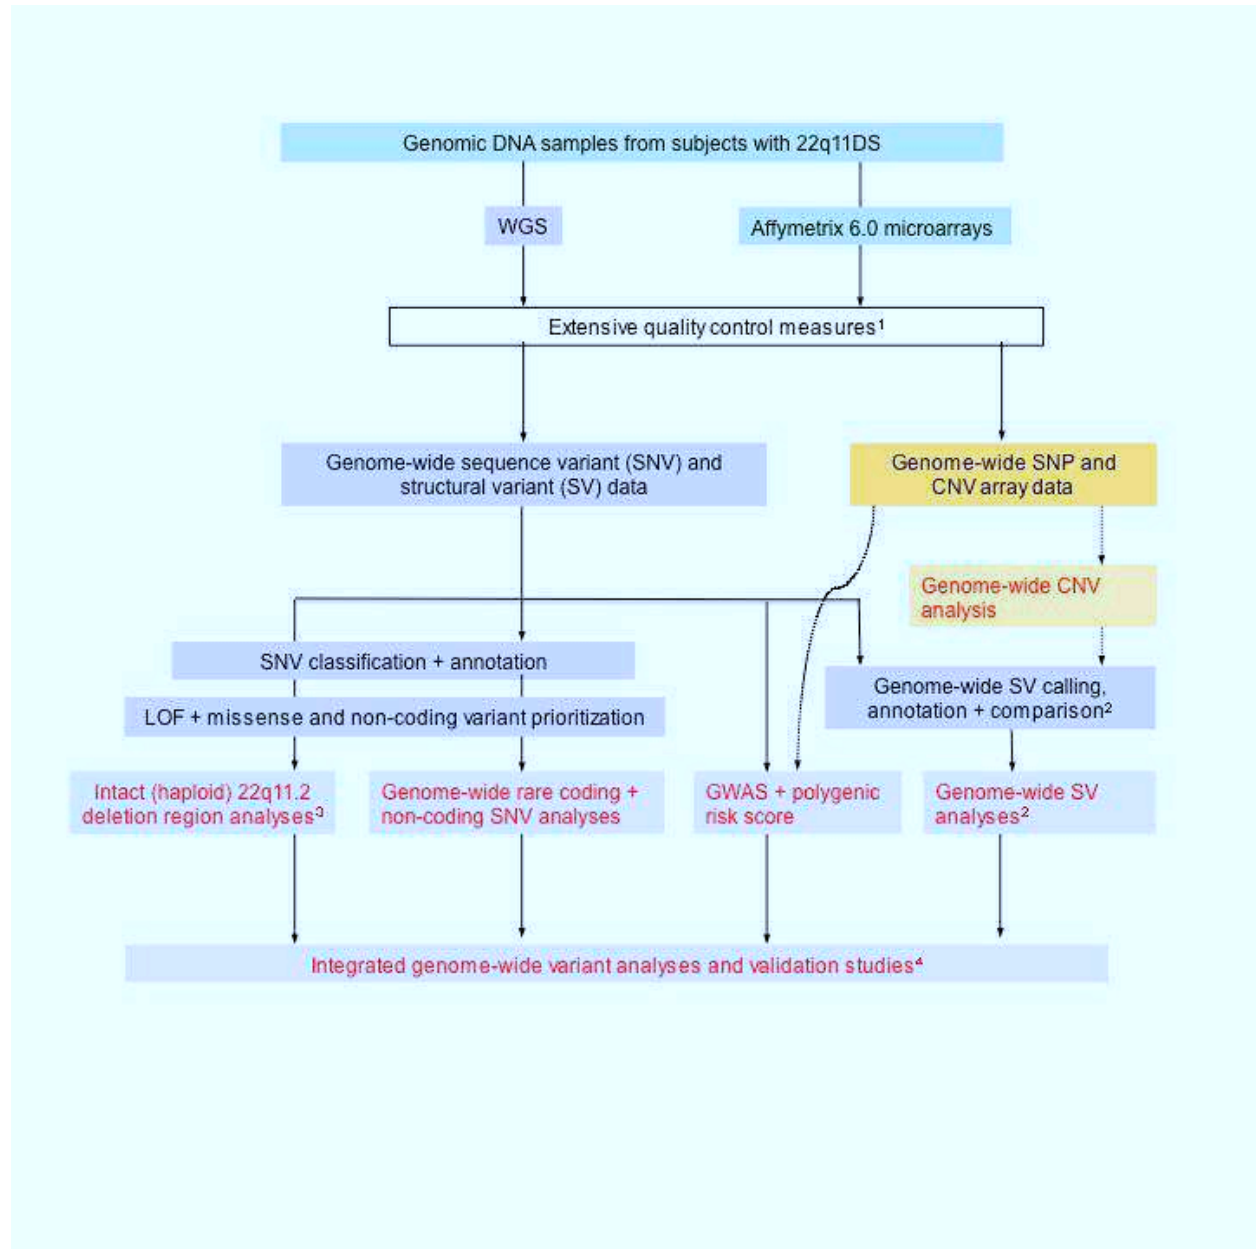 Genomic DNA samples from subjects with 22q11DS
WGS
Affymetrix 6.0 microarrays
Extensive quality control measures¹
Genome-wide sequence variant (SNV) and
structural variant (SV) data
Genome-wide SNP and
CNV array data
Genome-wide CNV
analysis
SNV classification + annotation
Genome-wide SV calling,
annotation + comparison²
LOF + missense and non-coding variant prioritization
Intact (haploid) 22q11.2
deletion region analyses³
Genome-wide rare coding +
non-coding SNV analyses
GWAS + polygenic
risk score
Genome-wide SV
analyses²
Integrated genome-wide variant analyses and validation studies⁴